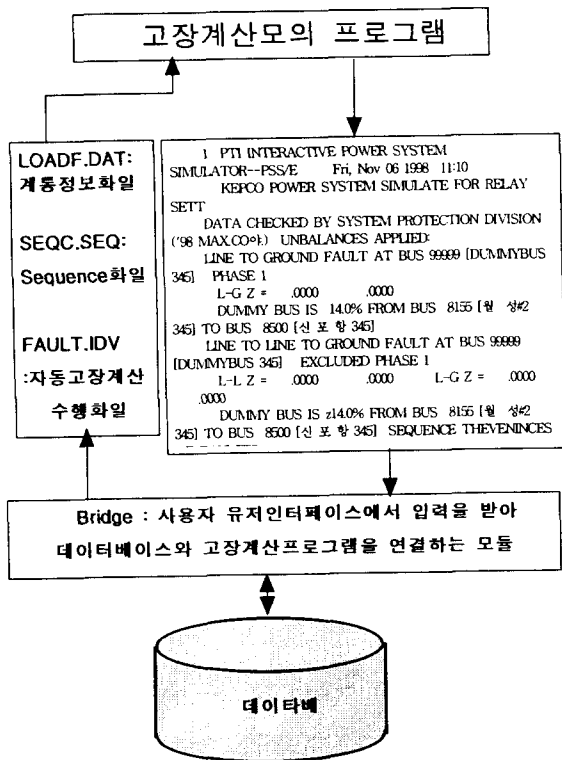 고장계산모의 프로그램
LOADF.DAT:
계통정보화일
SEQC.SEQ:
Sequence화일
FAULT.IDV
:자동고장계산
수행화일
1 PTI INTERACTIVE POWER SYSTEM
SIMULATOR--PSS/E Fri, Nov 06 1998 11:10
KEPCO POWER SYSTEM SIMULATE FOR RELAY
SETT
DATA CHECKED BY SYSTEM PROTECTION DIVISION
('98 MAX.CO야.) UNBALANCES APPLIED:
LINE TO GROUND FAULT AT BUS 99999 [DUMMYBUS
345] PHASE 1
L-G Z = .0000 .0000
DUMMY BUS IS 14.0% FROM BUS 8155 [월 성#2
345] TO BUS 8500 [신 포 항 345]
LINE TO LINE TO GROUND FAULT AT BUS 99999
[DUMMYBUS 345] EXCLUDED PHASE 1
L-L Z = .0000 .0000 L-G Z = .0000
.0000
DUMMY BUS IS z14.0% FROM BUS 8155 [월 성#2
345] TO BUS 8500 [신 포 항 345] SEQUENCE THEVENINCES
Bridge : 사용자 유저인터페이스에서 입력을 받아
데이터베이스와 고장계산프로그램을 연결하는 모듈
데이타베